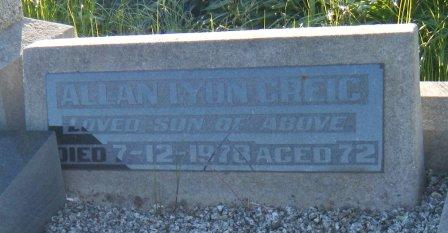 ALLAN LYON GREIG
LOVED SON OF ABOVE
DIED 7-12-1978 AGED 72